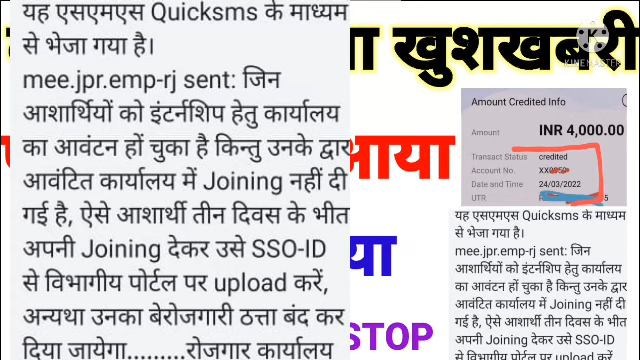 यह एसएमएस Quicksms के माध्यम
से भेजा गया है।
mee.jpr.emp-rj sent: जिन
आशार्थियों को इंटर्नशिप हेतु कार्यालय
का आवंटन हों चुका है किन्तु उनके द्वार
आवंटित कार्यालय में Joining नहीं दी
गई है, ऐसे आशार्थी तीन दिवस के भीत
अपनी Joining देकर उसे SSO-ID
से विभागीय पोर्टल पर upload करें,
अन्यथा उनका बेरोजगारी ठत्ता बंद कर
दिया जायेगा.........रोजगार कार्यालय
खुशखबरी
KINEMASTER
आया
STOP
Amount Credited Info
Amount INR 4,000.00
Transact Status credited
Account No.
Date and Time 24/03/2022
UTR
यह एसएमएस Quicksms के माध्यम
से भेजा गया है।
mee.jpr.emp-rj sent: जिन
आशार्थियों को इंटर्नशिप हेतु कार्यालय
का आवंटन हों चुका है किन्तु उनके द्वार
आवंटित कार्यालय में Joining नहीं दी
गई है, ऐसे आशार्थी तीन दिवस के भीत
अपनी Joining देकर उसे SSO-ID
से विभागीय पोर्टल पर upload करें